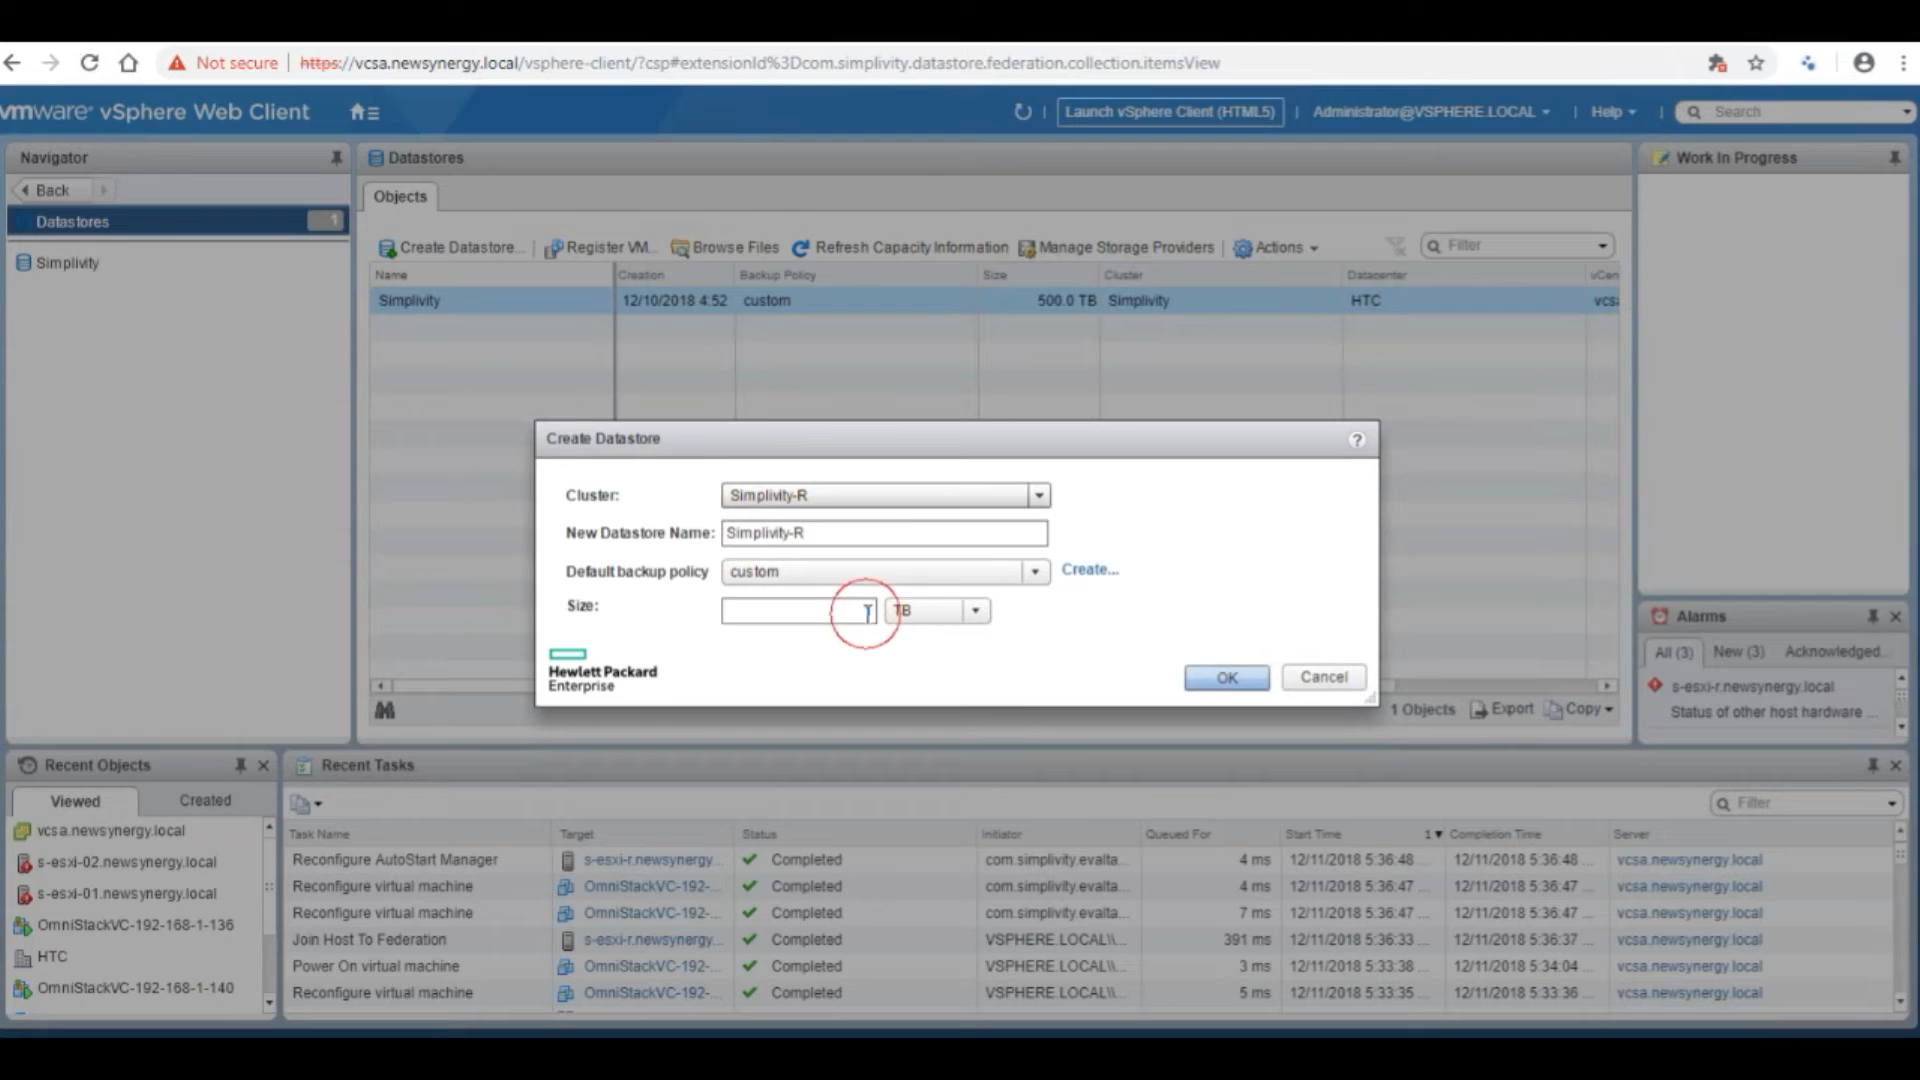 Not secure | https://vcsa.newsynergy.local/vsphere-client/?csp#extensionId%3Dcom.simplivity.datastore.federation.collection.itemsView
vmware® vSphere Web Client
Launch vSphere Client (HTML5) | Administrator@VSPHERE.LOCAL | Help | Search
Navigator
Back
Datastores 1
Simplivity
Datastores
Objects
Create Datastore... Register VM... Browse Files Refresh Capacity Information Manage Storage Providers Actions Filter
Name Creation Backup Policy Size Cluster Datacenter vCen
Simplivity 12/10/2018 4:52 custom 500.0 TB Simplivity HTC vcs
Create Datastore ?
Cluster: Simplivity-R
New Datastore Name: Simplivity-R
Default backup policy custom Create...
Size: TB
Hewlett Packard
Enterprise
OK Cancel
1 Objects Export Copy
Work In Progress
Alarms
All (3) New (3) Acknowledged...
s-esxi-r.newsynergy.local
Status of other host hardware ...
Recent Objects
Viewed Created
vcsa.newsynergy.local
s-esxi-02.newsynergy.local
s-esxi-01.newsynergy.local
OmniStackVC-192-168-1-136
HTC
OmniStackVC-192-168-1-140
Recent Tasks
Filter
Task Name Target Status Initiator Queued For Start Time 1 Completion Time Server
Reconfigure AutoStart Manager s-esxi-r.newsynergy... Completed com.simplivity.evalta... 4 ms 12/11/2018 5:36:48 ... 12/11/2018 5:36:48 ... vcsa.newsynergy.local
Reconfigure virtual machine OmniStackVC-192-... Completed com.simplivity.evalta... 4 ms 12/11/2018 5:36:47 ... 12/11/2018 5:36:47 ... vcsa.newsynergy.local
Reconfigure virtual machine OmniStackVC-192-... Completed com.simplivity.evalta... 7 ms 12/11/2018 5:36:47 ... 12/11/2018 5:36:47 ... vcsa.newsynergy.local
Join Host To Federation s-esxi-r.newsynergy... Completed VSPHERE.LOCAL\\... 391 ms 12/11/2018 5:36:33 ... 12/11/2018 5:36:37 ... vcsa.newsynergy.local
Power On virtual machine OmniStackVC-192-... Completed VSPHERE.LOCAL\\... 3 ms 12/11/2018 5:33:38 ... 12/11/2018 5:34:04 ... vcsa.newsynergy.local
Reconfigure virtual machine OmniStackVC-192-... Completed VSPHERE.LOCAL\\... 5 ms 12/11/2018 5:33:35 ... 12/11/2018 5:33:36 ... vcsa.newsynergy.local